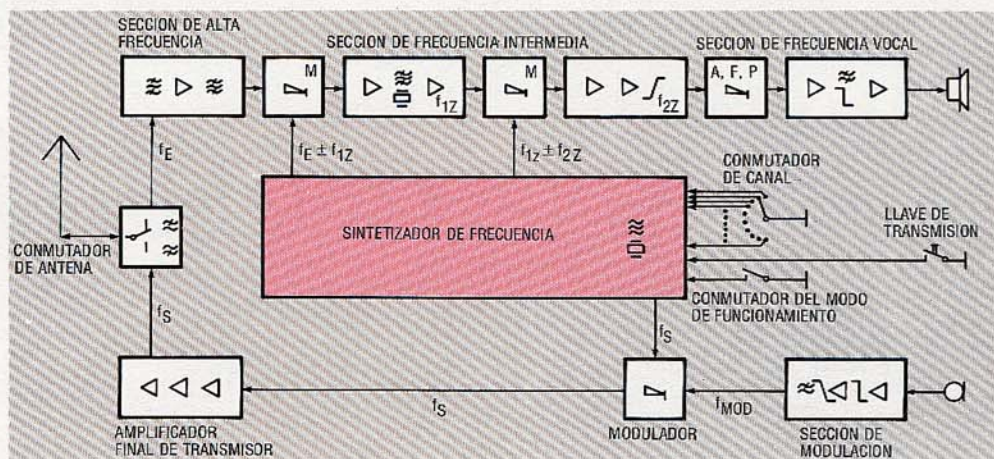 SECCION DE ALTA
FRECUENCIA
SECCION DE FRECUENCIA INTERMEDIA
SECCION DE FRECUENCIA VOCAL
M
f1Z
M
f2Z
A, F, P
fE
fE ± f1Z
f1Z ± f2Z
CONMUTADOR
DE CANAL
LLAVE DE
TRANSMISION
SINTETIZADOR DE FRECUENCIA
CONMUTADOR
DE ANTENA
CONMUTADOR DEL MODO
DE FUNCIONAMIENTO
fS
fS
fS
fMOD
AMPLIFICADOR
FINAL DE TRANSMISOR
MODULADOR
SECCION DE
MODULACION